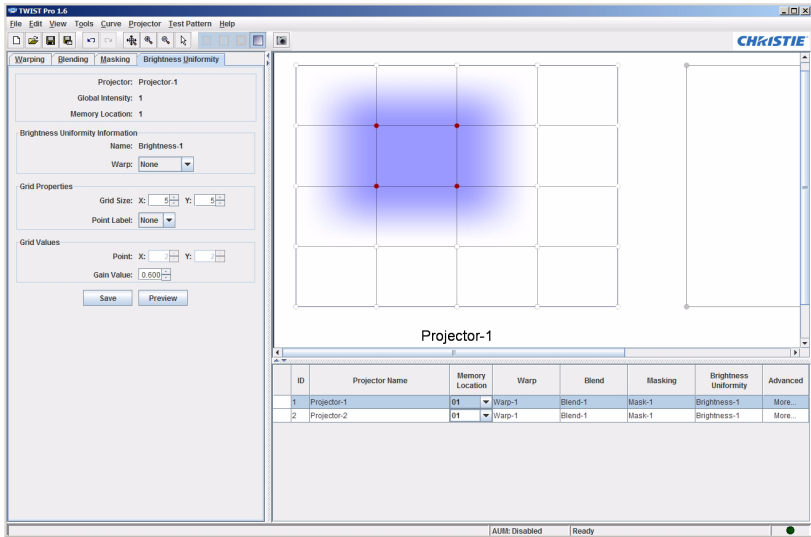 TWIST Pro 1.6
File Edit View Tools Curve Projector Test Pattern Help
CHRISTIE
Warping Blending Masking Brightness Uniformity
Projector: Projector-1
Global Intensity: 1
Memory Location: 1
Brightness Uniformity Information
Name: Brightness-1
Warp: None
Grid Properties
Grid Size: X: 5 Y: 5
Point Label: None
Grid Values
Point: X: 2 Y: 2
Gain Value: 0.600
Save Preview
Projector-1
ID Projector Name Memory Location Warp Blend Masking Brightness Uniformity Advanced
1 Projector-1 01 Warp-1 Blend-1 Mask-1 Brightness-1 More...
2 Projector-2 01 Warp-1 Blend-1 Mask-1 Brightness-1 More...
AUM: Disabled Ready